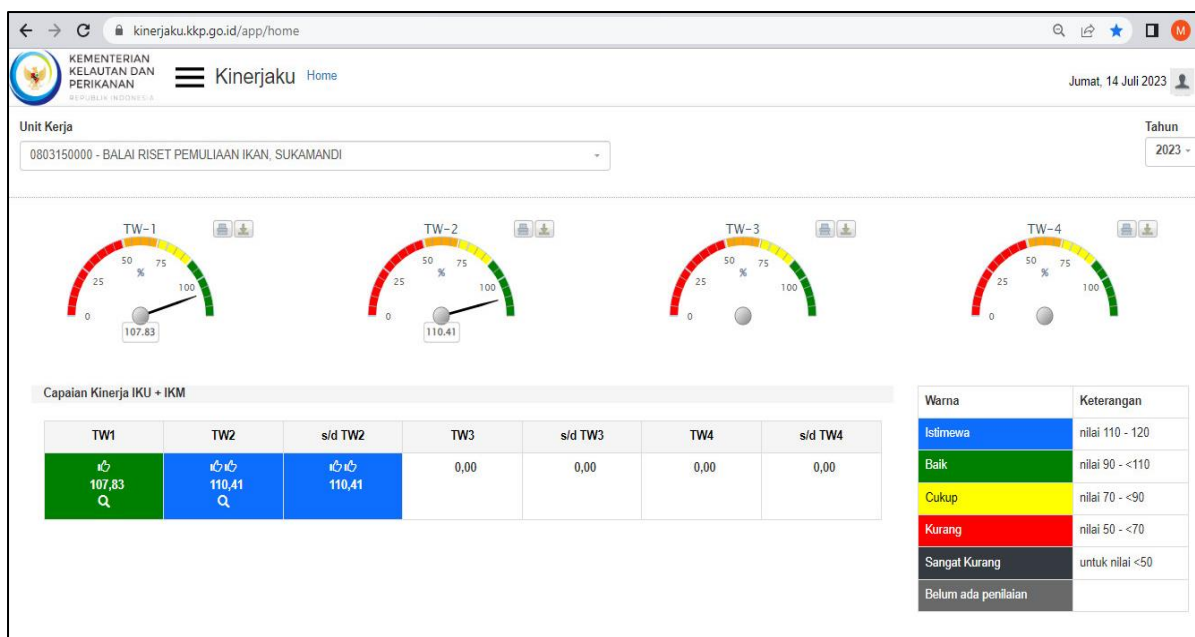 kinerjaku.kkp.go.id/app/home
M
KEMENTERIAN
KELAUTAN DAN
PERIKANAN
REPUBLIK INDONESIA
Kinerjaku Home
Jumat, 14 Juli 2023
Unit Kerja
Tahun
0803150000 - BALAI RISET PEMULIAAN IKAN, SUKAMANDI
2023
TW-1
0
25
50
75
100
%
107.83
TW-2
0
25
50
75
100
%
110.41
TW-3
0
25
50
75
100
%
TW-4
0
25
50
75
100
%
Capaian Kinerja IKU + IKM
TW1 TW2 s/d TW2 TW3 s/d TW3 TW4 s/d TW4
107,83 110,41 110,41 0,00 0,00 0,00 0,00
Warna Keterangan
Istimewa nilai 110 - 120
Baik nilai 90 - <110
Cukup nilai 70 - <90
Kurang nilai 50 - <70
Sangat Kurang untuk nilai <50
Belum ada penilaian